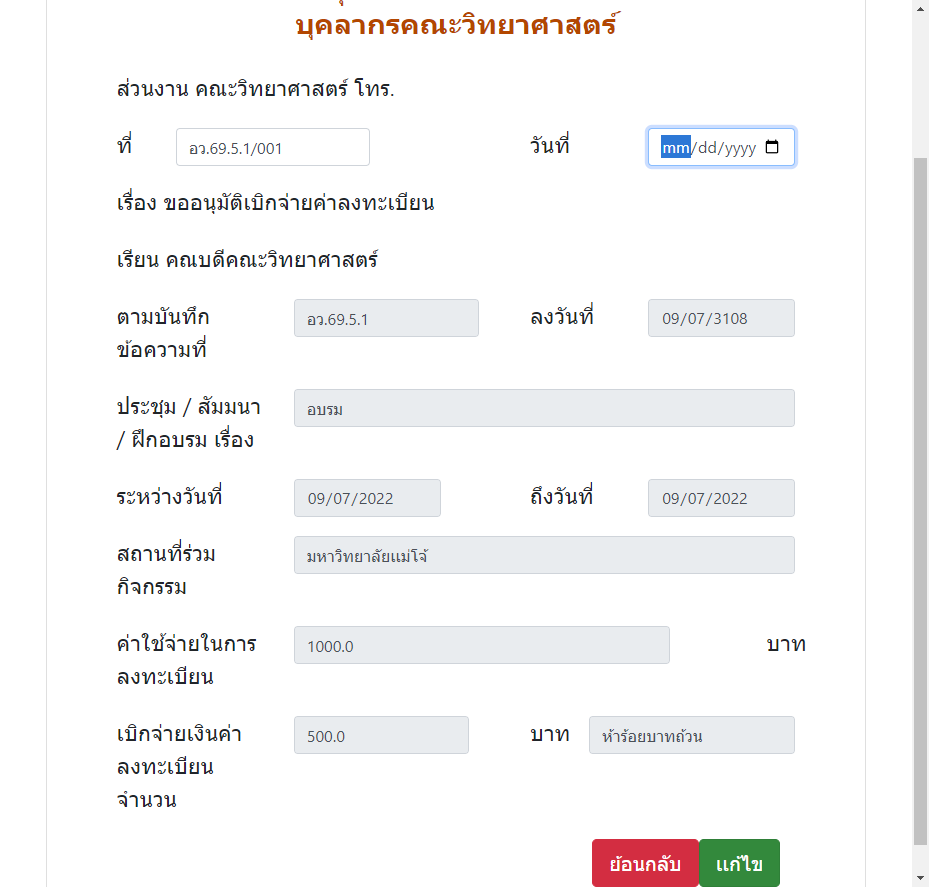 บุคลากรคณะวิทยาศาสตร์
ส่วนงาน คณะวิทยาศาสตร์ โทร.
ที่ อว.69.5.1/001 วันที่ mm/dd/yyyy
เรื่อง ขออนุมัติเบิกจ่ายค่าลงทะเบียน
เรียน คณบดีคณะวิทยาศาสตร์
ตามบันทึก อว.69.5.1 ลงวันที่ 09/07/3108
ข้อความที่
ประชุม / สัมมนา อบรม
/ ฝึกอบรม เรื่อง
ระหว่างวันที่ 09/07/2022 ถึงวันที่ 09/07/2022
สถานที่ร่วม มหาวิทยาลัยแม่โจ้
กิจกรรม
ค่าใช้จ่ายในการ 1000.0 บาท
ลงทะเบียน
เบิกจ่ายเงินค่า 500.0 บาท ห้าร้อยบาทถ้วน
ลงทะเบียน
จำนวน
ย้อนกลับ แก้ไข